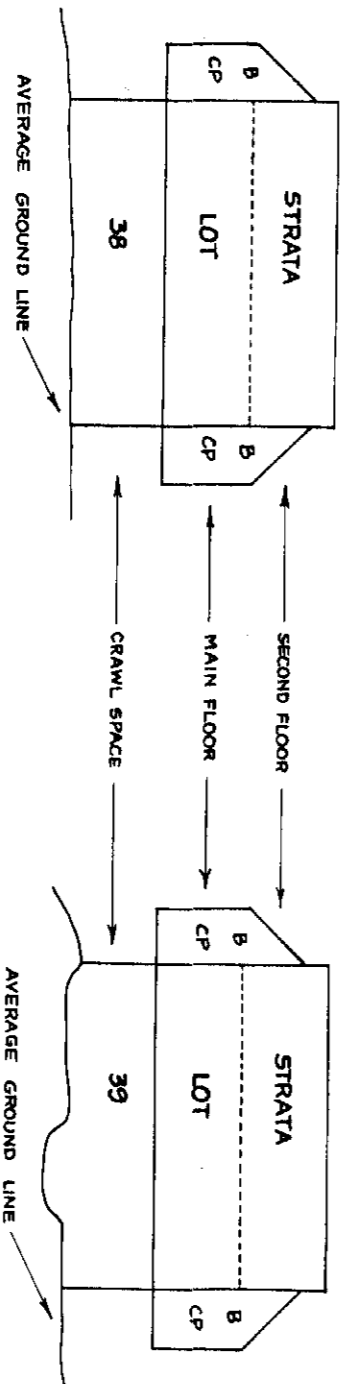 STRATA
B
CP
LOT
B
CP
38
AVERAGE GROUND LINE
SECOND FLOOR
MAIN FLOOR
CRAWL SPACE
STRATA
B
CP
LOT
B
CP
39
AVERAGE GROUND LINE